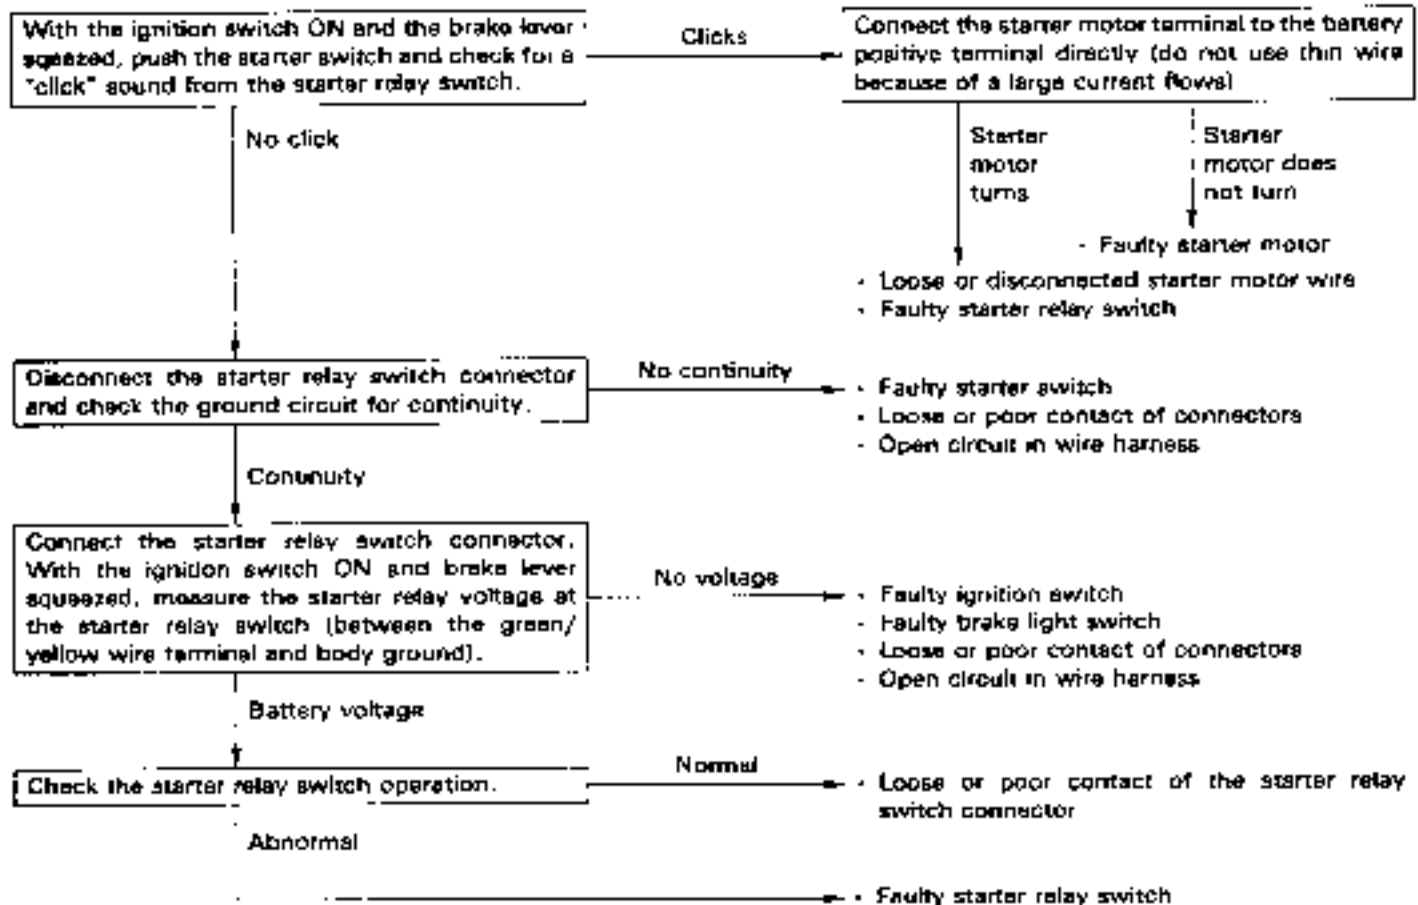 With the ignition switch ON and the brake lever
sqeezed, push the starter switch and check for a
"click" sound from the starter relay switch.
Clicks
Connect the starter motor terminal to the battery
positive terminal directly (do not use thin wire
because of a large current flows)
No click
Starter
motor
turns
Starter
motor does
not turn
- Faulty starter motor
- Loose or disconnected starter motor wire
- Faulty starter relay switch
Disconnect the starter relay switch connector
and check the ground circuit for continuity.
No continuity
- Faulty starter switch
- Loose or poor contact of connectors
- Open circuit in wire harness
Continuity
Connect the starter relay switch connector.
With the ignition switch ON and brake lever
squeezed, measure the starter relay voltage at
the starter relay switch (between the green/
yellow wire terminal and body ground).
No voltage
- Faulty ignition switch
- Faulty brake light switch
- Loose or poor contact of connectors
- Open circuit in wire harness
Battery voltage
Check the starter relay switch operation.
Normal
- Loose or poor contact of the starter relay
switch connector
Abnormal
- Faulty starter relay switch